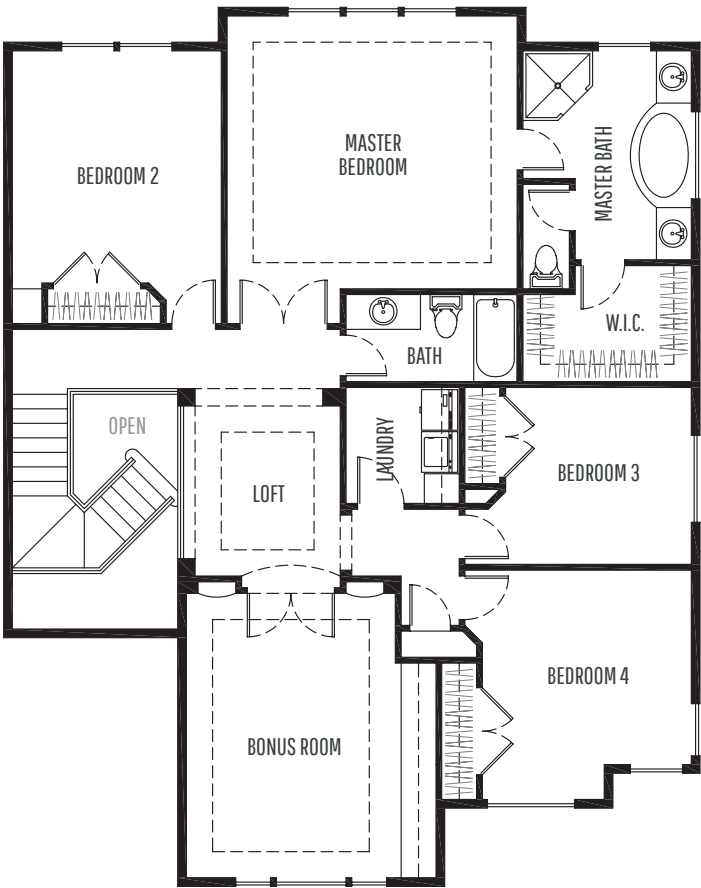 MASTER
BEDROOM
BEDROOM 2
MASTER BATH
W.I.C.
BATH
OPEN
LAUNDRY
BEDROOM 3
LOFT
BEDROOM 4
BONUS ROOM